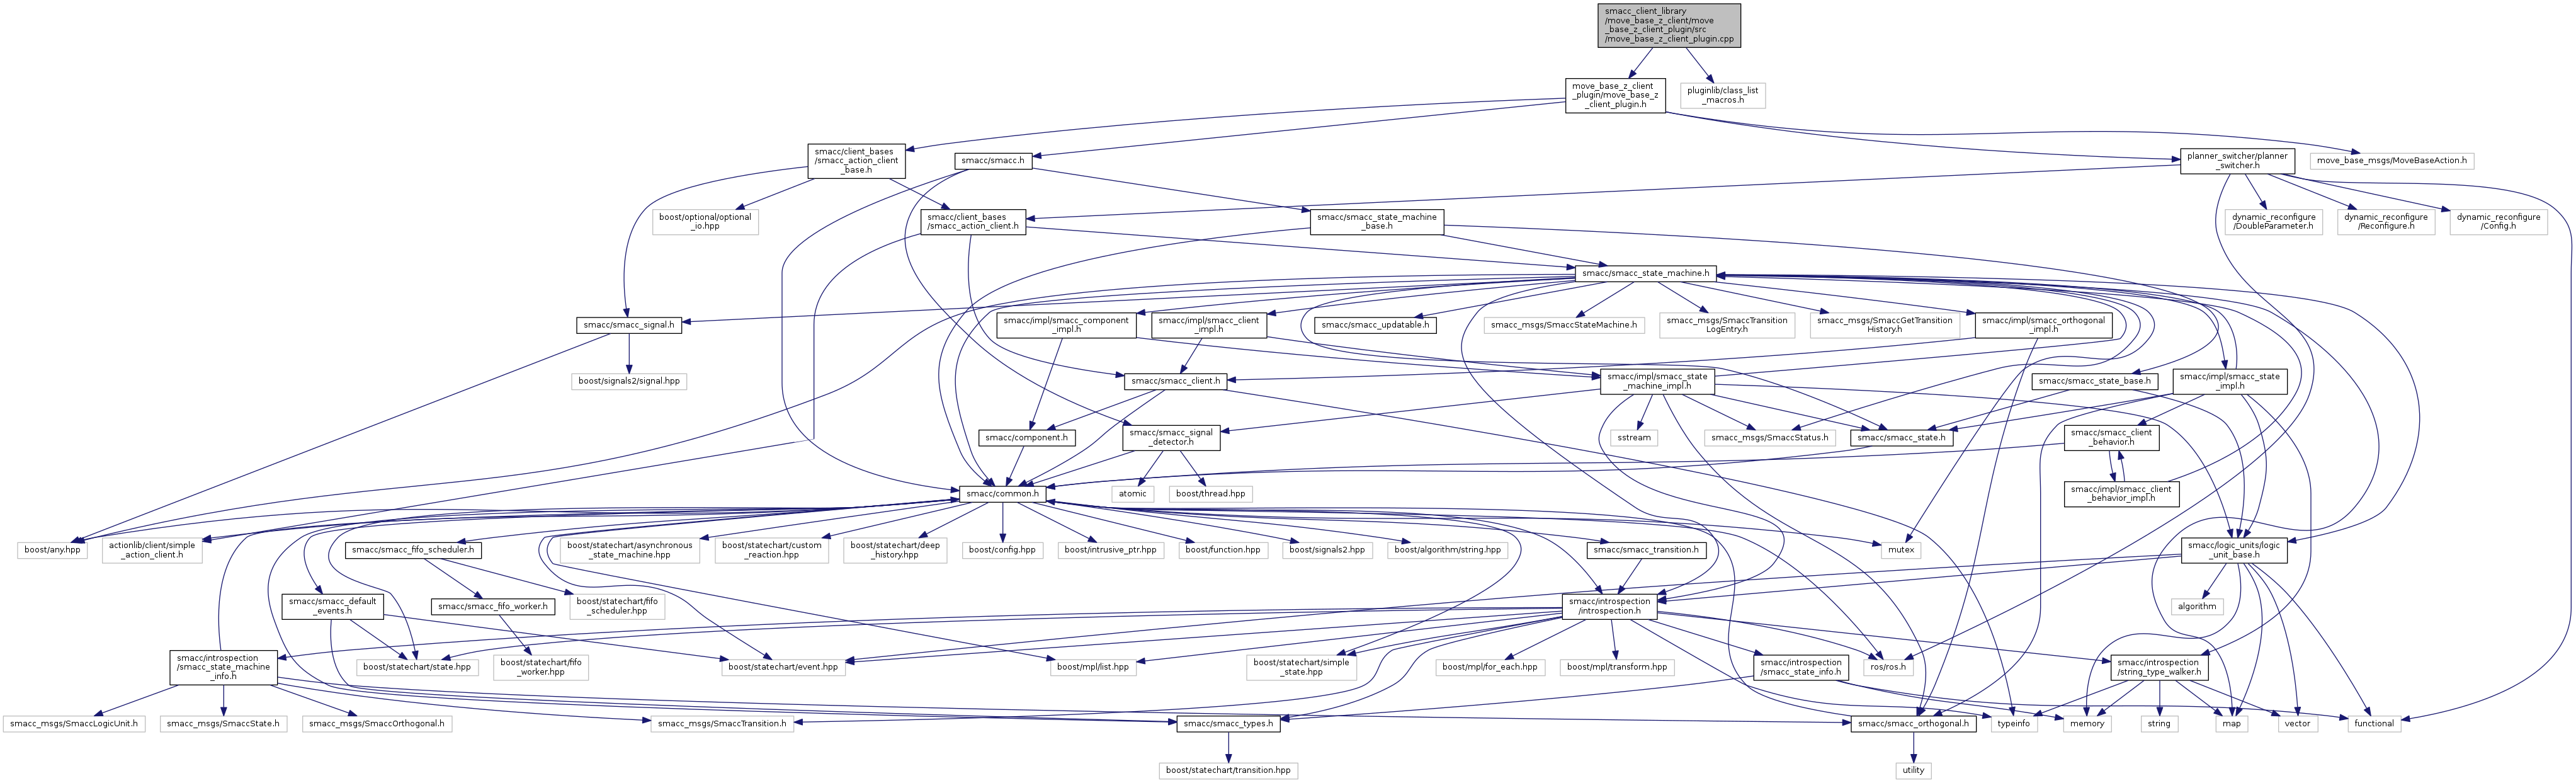 smacc_client_library
/move_base_z_client/move
_base_z_client_plugin/src
/move_base_z_client_plugin.cpp
move_base_z_client
_plugin/move_base_z
_client_plugin.h
pluginlib/class_list
_macros.h
smacc/client_bases
/smacc_action_client
_base.h
smacc/smacc.h
planner_switcher/planner
_switcher.h
move_base_msgs/MoveBaseAction.h
boost/optional/optional
_io.hpp
smacc/client_bases
/smacc_action_client.h
smacc/smacc_state_machine
_base.h
dynamic_reconfigure
/DoubleParameter.h
dynamic_reconfigure
/Reconfigure.h
dynamic_reconfigure
/Config.h
smacc/smacc_state_machine.h
smacc/smacc_signal.h
smacc/impl/smacc_component
_impl.h
smacc/impl/smacc_client
_impl.h
smacc/smacc_updatable.h
smacc_msgs/SmaccStateMachine.h
smacc_msgs/SmaccTransition
LogEntry.h
smacc_msgs/SmaccGetTransition
History.h
smacc/impl/smacc_orthogonal
_impl.h
boost/signals2/signal.hpp
smacc/smacc_client.h
smacc/impl/smacc_state
_machine_impl.h
smacc/smacc_state_base.h
smacc/impl/smacc_state
_impl.h
smacc/component.h
smacc/smacc_signal
_detector.h
sstream
smacc_msgs/SmaccStatus.h
smacc/smacc_state.h
smacc/smacc_client
_behavior.h
smacc/common.h
atomic
boost/thread.hpp
smacc/impl/smacc_client
_behavior_impl.h
boost/any.hpp
actionlib/client/simple
_action_client.h
smacc/smacc_fifo_scheduler.h
boost/statechart/asynchronous
_state_machine.hpp
boost/statechart/custom
_reaction.hpp
boost/statechart/deep
_history.hpp
boost/config.hpp
boost/intrusive_ptr.hpp
boost/function.hpp
boost/signals2.hpp
boost/algorithm/string.hpp
smacc/smacc_transition.h
mutex
smacc/logic_units/logic
_unit_base.h
smacc/smacc_default
_events.h
smacc/smacc_fifo_worker.h
boost/statechart/fifo
_scheduler.hpp
smacc/introspection
/introspection.h
algorithm
smacc/introspection
/smacc_state_machine
_info.h
boost/statechart/state.hpp
boost/statechart/fifo
_worker.hpp
boost/statechart/event.hpp
boost/mpl/list.hpp
boost/statechart/simple
_state.hpp
boost/mpl/for_each.hpp
boost/mpl/transform.hpp
smacc/introspection
/smacc_state_info.h
ros/ros.h
smacc/introspection
/string_type_walker.h
smacc_msgs/SmaccLogicUnit.h
smacc_msgs/SmaccState.h
smacc_msgs/SmaccOrthogonal.h
smacc_msgs/SmaccTransition.h
smacc/smacc_types.h
smacc/smacc_orthogonal.h
typeinfo
memory
string
map
vector
functional
boost/statechart/transition.hpp
utility